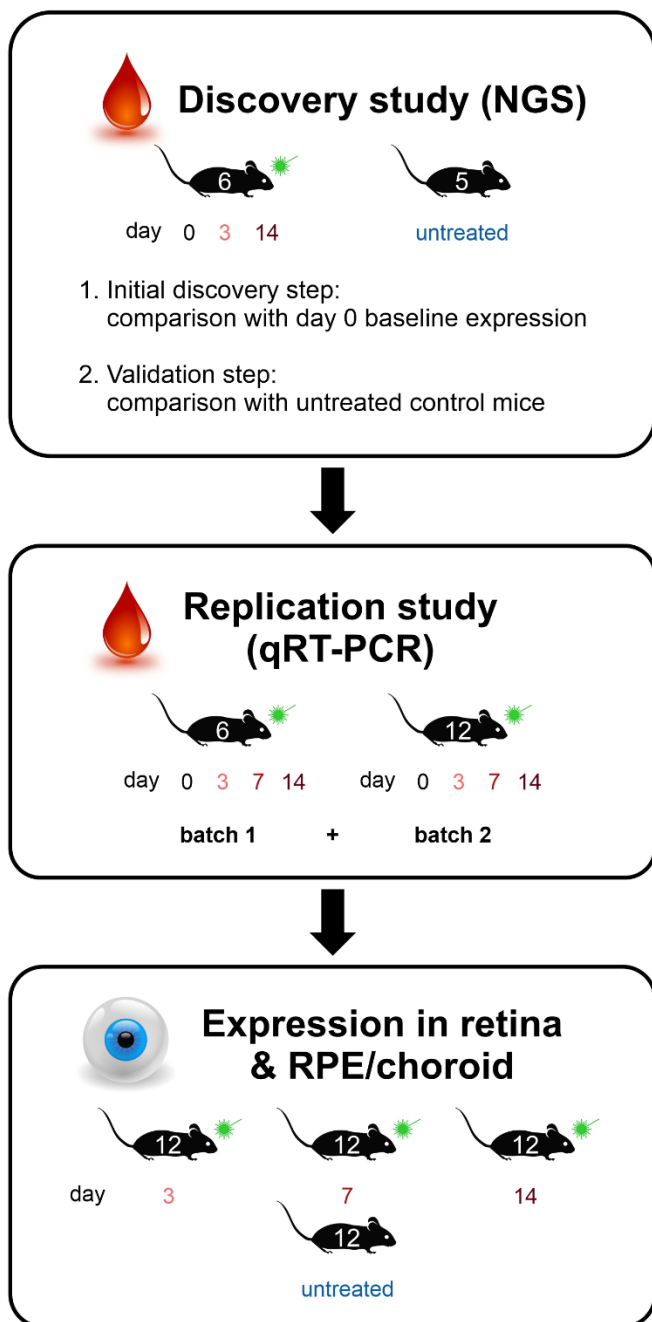 Discovery study (NGS)
6
5
day 0 3 14
untreated
1. Initial discovery step:
comparison with day 0 baseline expression
2. Validation step:
comparison with untreated control mice
Replication study
(qRT-PCR)
6
12
day 0 3 7 14
day 0 3 7 14
batch 1 + batch 2
Expression in retina
& RPE/choroid
12
12
12
day 3 7 14
12
untreated